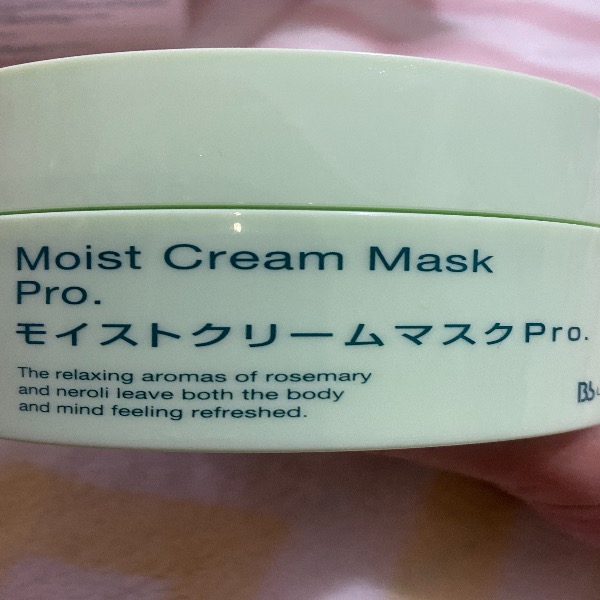 Moist Cream Mask
Pro.
モイストクリームマスクPro.
The relaxing aromas of rosemary
and neroli leave both the body
and mind feeling refreshed.